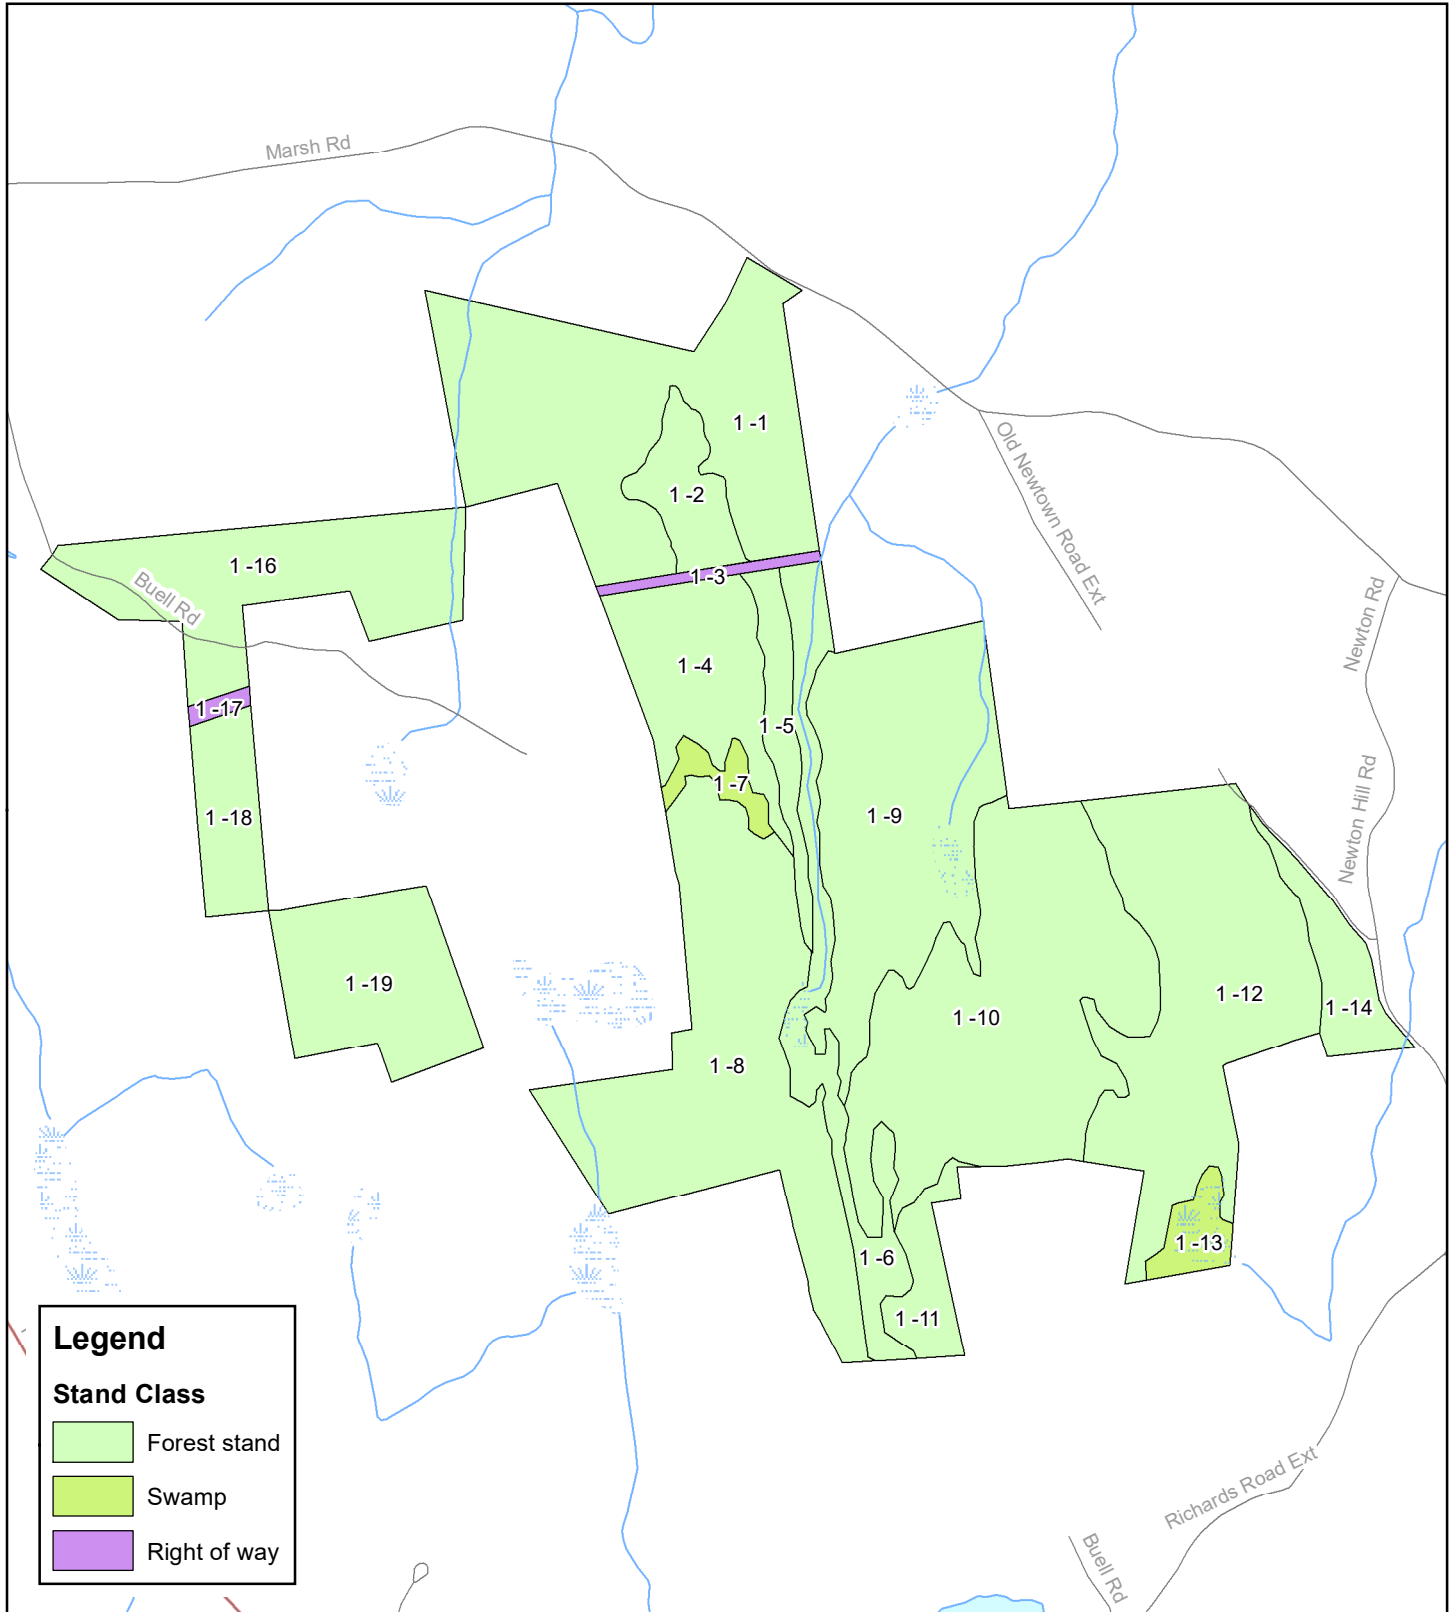 Marsh Rd
1 -1
Old Newtown Road Ext
1 -2
1 -16
1 -3
Buell Rd
Newton Rd
1 -4
1 -17
1 -5
1 -7
1 -18
1 -9
Newton Hill Rd
1 -19
1 -12
1 -14
1 -10
1 -8
1 -13
1 -6
1 -11
Legend
Stand Class
Forest stand
Swamp
Right of way
Richards Road Ext
Buell Rd